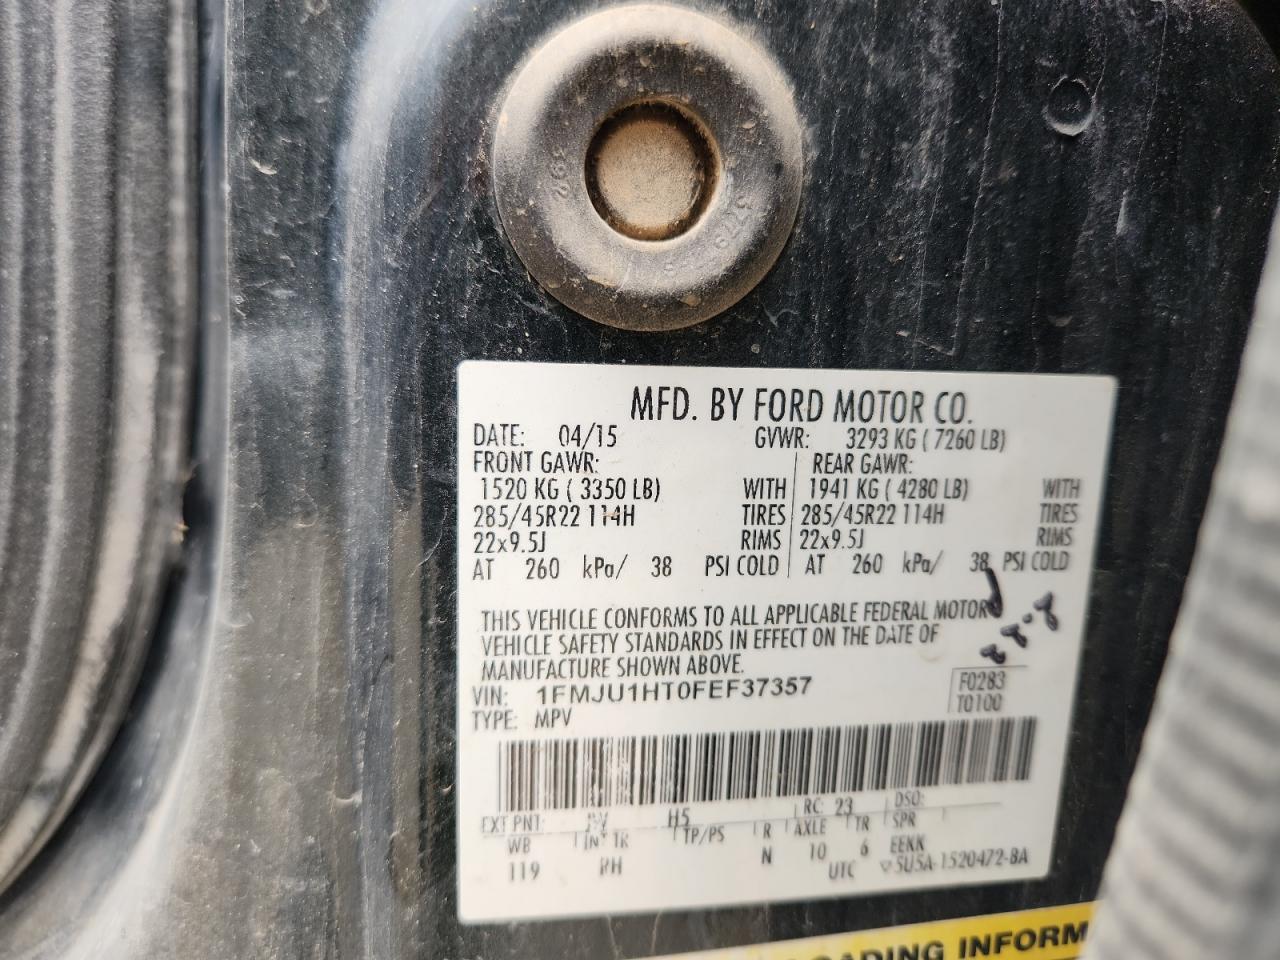 MFD. BY FORD MOTOR CO.
DATE: 04/15 GVWR: 3293 KG ( 7260 LB)
FRONT GAWR: REAR GAWR:
1520 KG ( 3350 LB) WITH 1941 KG ( 4280 LB) WITH
285/45R22 114H TIRES 285/45R22 114H TIRES
22x9.5J RIMS 22x9.5J RIMS
AT 260 kPa/ 38 PSI COLD AT 260 kPa/ 38 PSI COLD
THIS VEHICLE CONFORMS TO ALL APPLICABLE FEDERAL MOTOR
VEHICLE SAFETY STANDARDS IN EFFECT ON THE DATE OF
MANUFACTURE SHOWN ABOVE.
VIN: 1FMJU1HT0FEF37357 F0283
TYPE: MPV T0100
EXT PNT: H5 RC: 23 DSO:
WB INT TR TP/PS R AXLE TR SPR
119 N 10 6 EEKK
UTC 5U5A-1520472-BA
LOADING INFORM